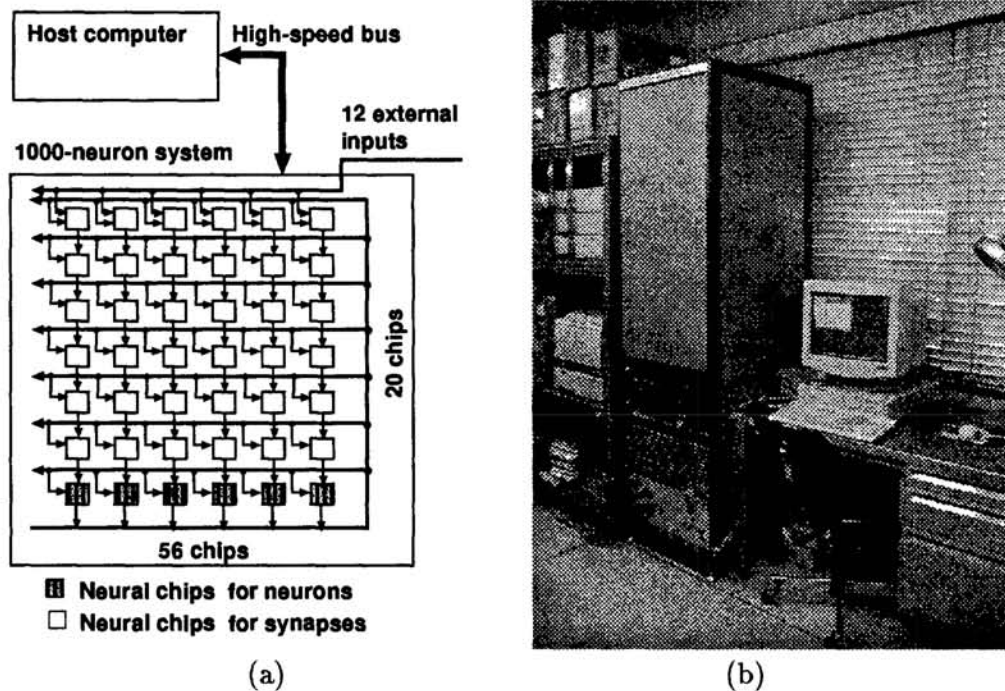 Host computer
High-speed bus
12 external
inputs
1000-neuron system
20 chips
56 chips
Neural chips for neurons
Neural chips for synapses
(a)
(b)